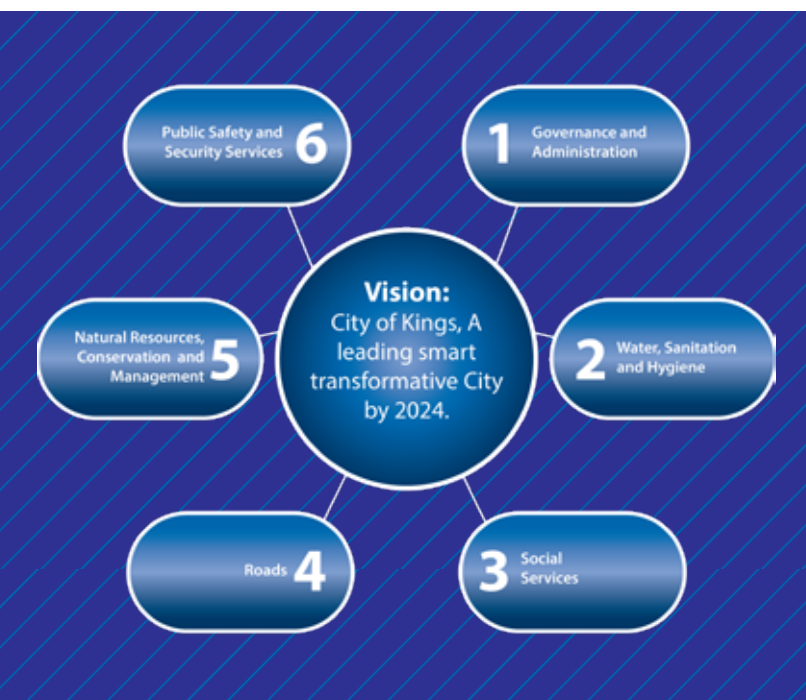 Vision:
City of Kings, A
leading smart
transformative City
by 2024.
1
Governance and
Administration
2
Water, Sanitation
and Hygiene
3
Social
Services
4
Roads
5
Natural Resources,
Conservation and
Management
6
Public Safety and
Security Services